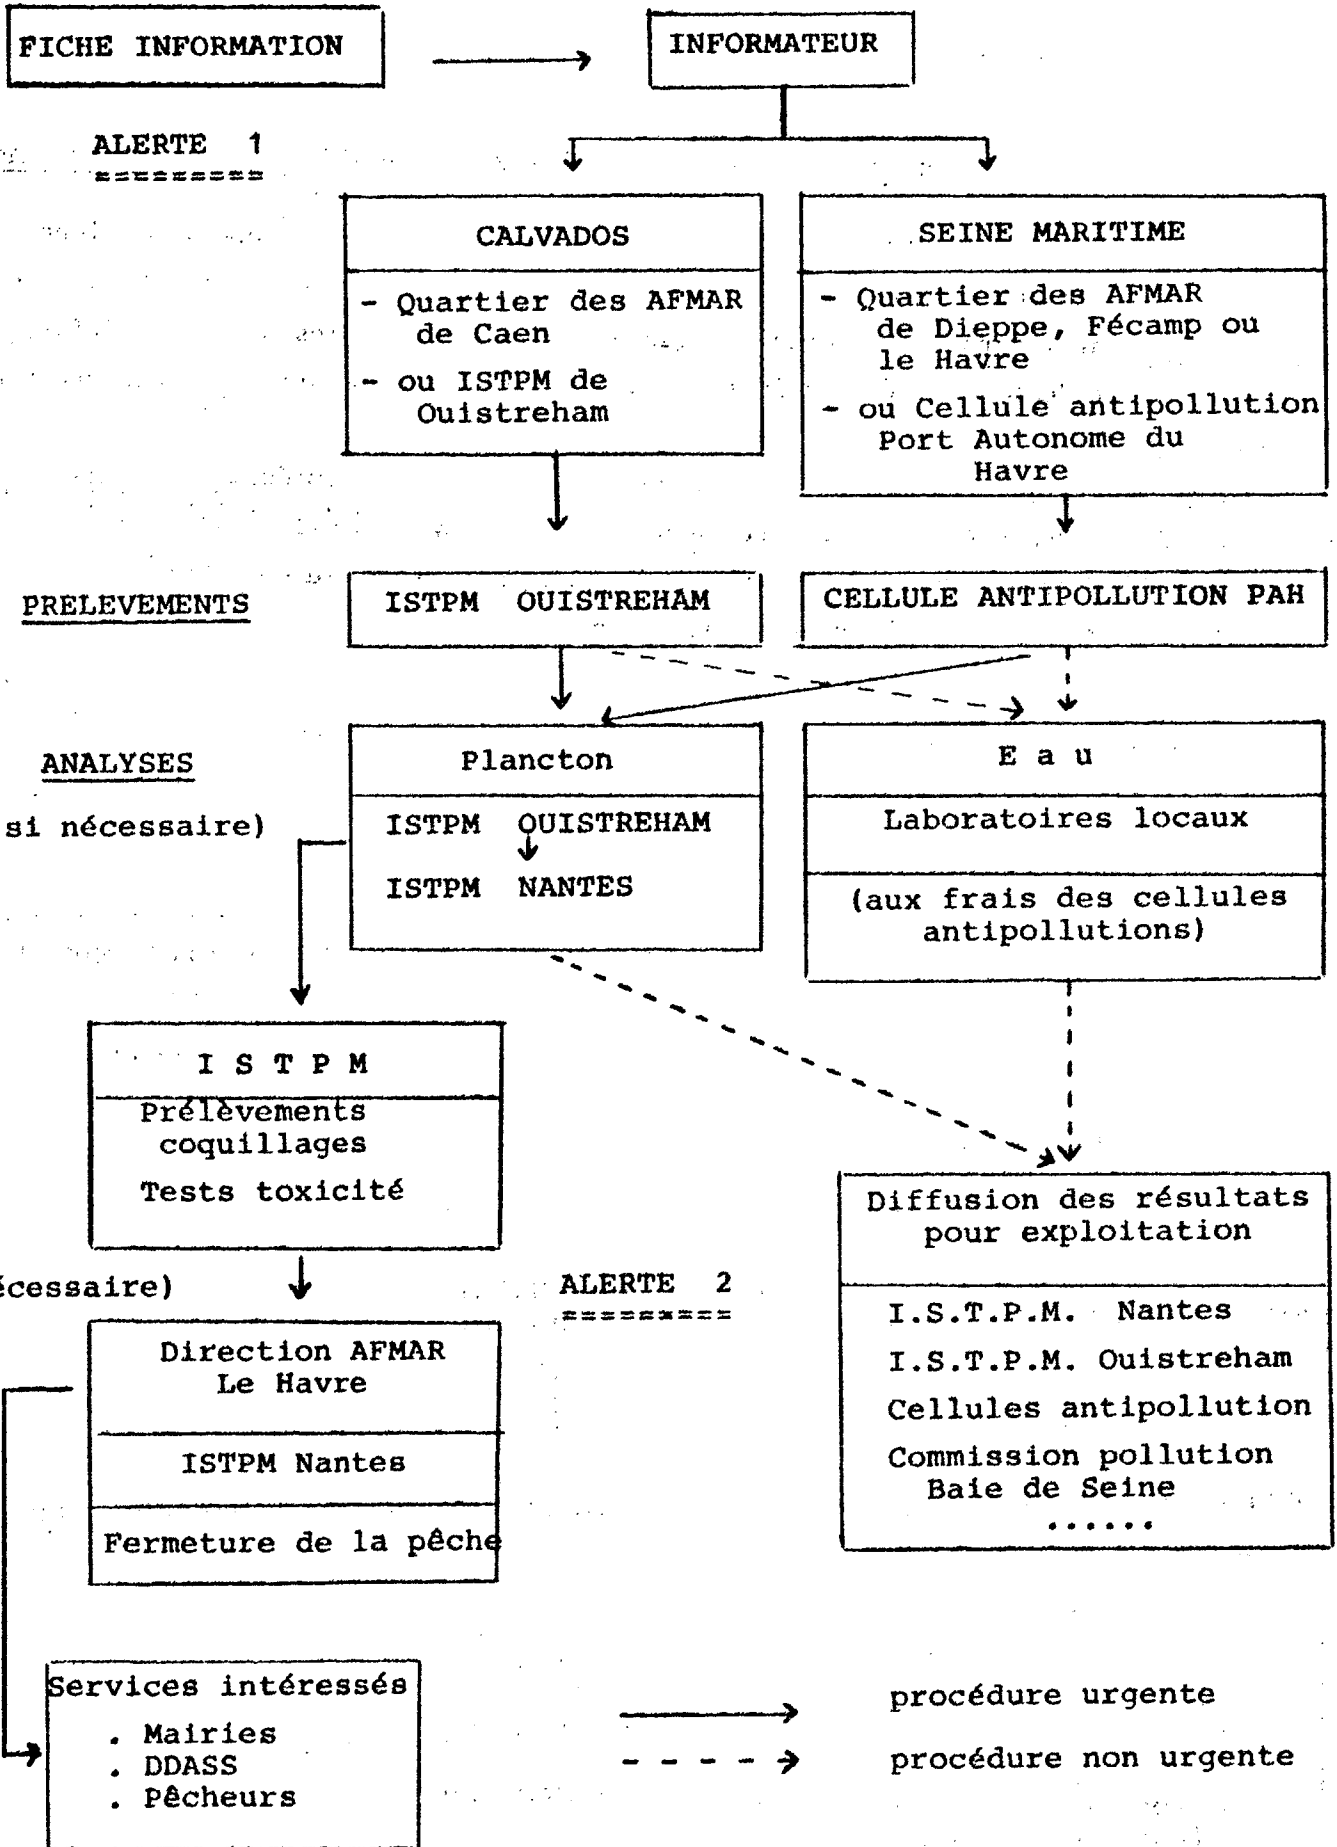 FICHE INFORMATION
INFORMATEUR
ALERTE 1
=========
CALVADOS
- Quartier des AFMAR
de Caen
- ou ISTPM de
Ouistreham
SEINE MARITIME
- Quartier des AFMAR
de Dieppe, Fécamp ou
le Havre
- ou Cellule antipollution
Port Autonome du
Havre
PRELEVEMENTS
ISTPM OUISTREHAM
CELLULE ANTIPOLLUTION PAH
ANALYSES
si nécessaire)
Plancton
ISTPM OUISTREHAM
ISTPM NANTES
E a u
Laboratoires locaux
(aux frais des cellules
antipollutions)
I S T P M
Prélèvements
coquillages
Tests toxicité
écessaire)
ALERTE 2
=========
Direction AFMAR
Le Havre
ISTPM Nantes
Fermeture de la pêche
Diffusion des résultats
pour exploitation
I.S.T.P.M. Nantes
I.S.T.P.M. Ouistreham
Cellules antipollution
Commission pollution
Baie de Seine
......
Services intéressés
. Mairies
. DDASS
. Pêcheurs
procédure urgente
procédure non urgente